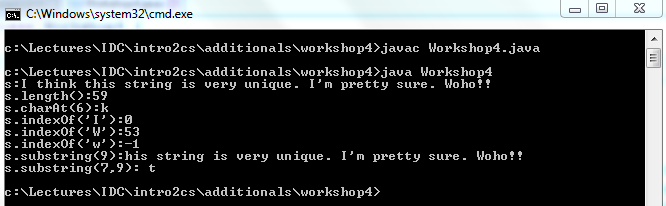 C:\Windows\system32\cmd.exe
c:\Lectures\IDC\intro2cs\additionals\workshop4>javac Workshop4.java
c:\Lectures\IDC\intro2cs\additionals\workshop4>java Workshop4
s:I think this string is very unique. I'm pretty sure. Woho!!
s.length():59
s.charAt(6):k
s.indexOf('I'):0
s.indexOf('W'):53
s.indexOf('w'):-1
s.substring(9):his string is very unique. I'm pretty sure. Woho!!
s.substring(7,9): t
c:\Lectures\IDC\intro2cs\additionals\workshop4>